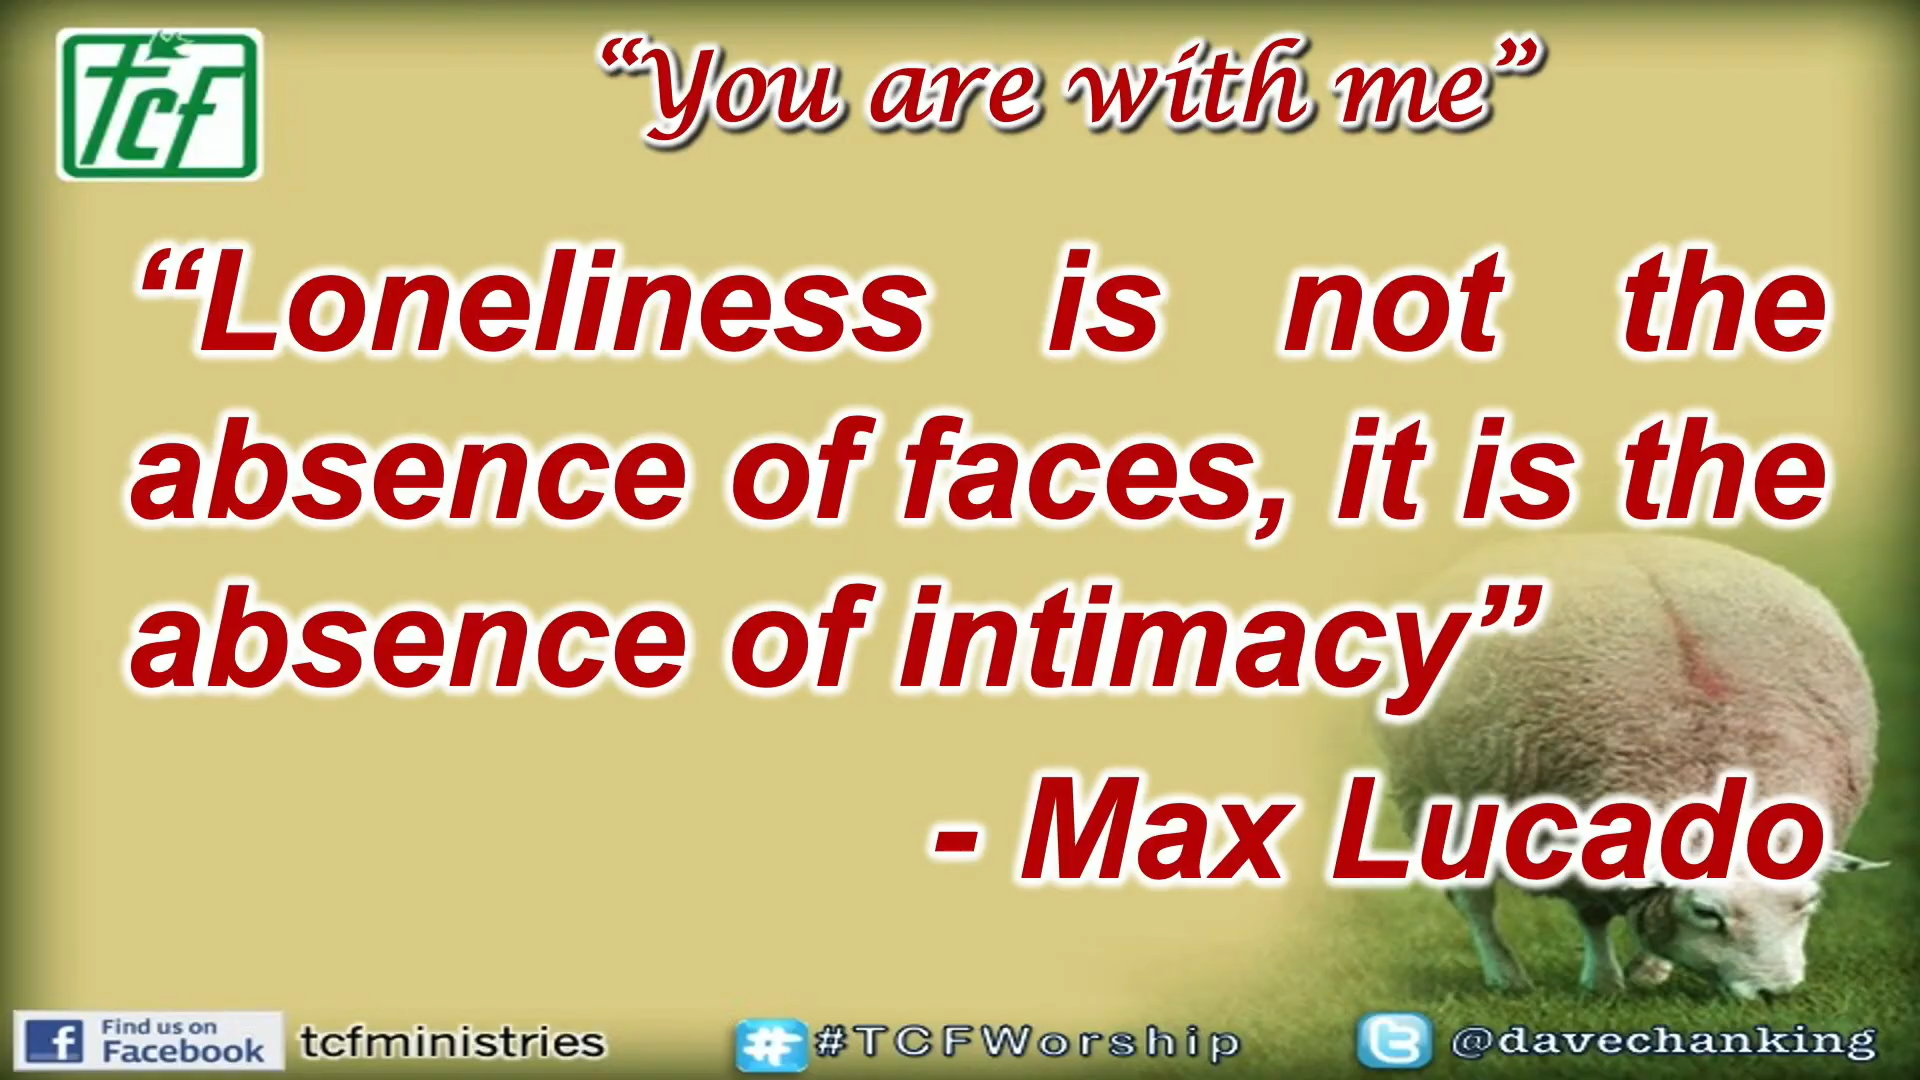 tcf
“You are with me”
“Loneliness is not the
absence of faces, it is the
absence of intimacy”
- Max Lucado
f Find us on Facebook tcfministries
# #TCFWorship
@davechanking